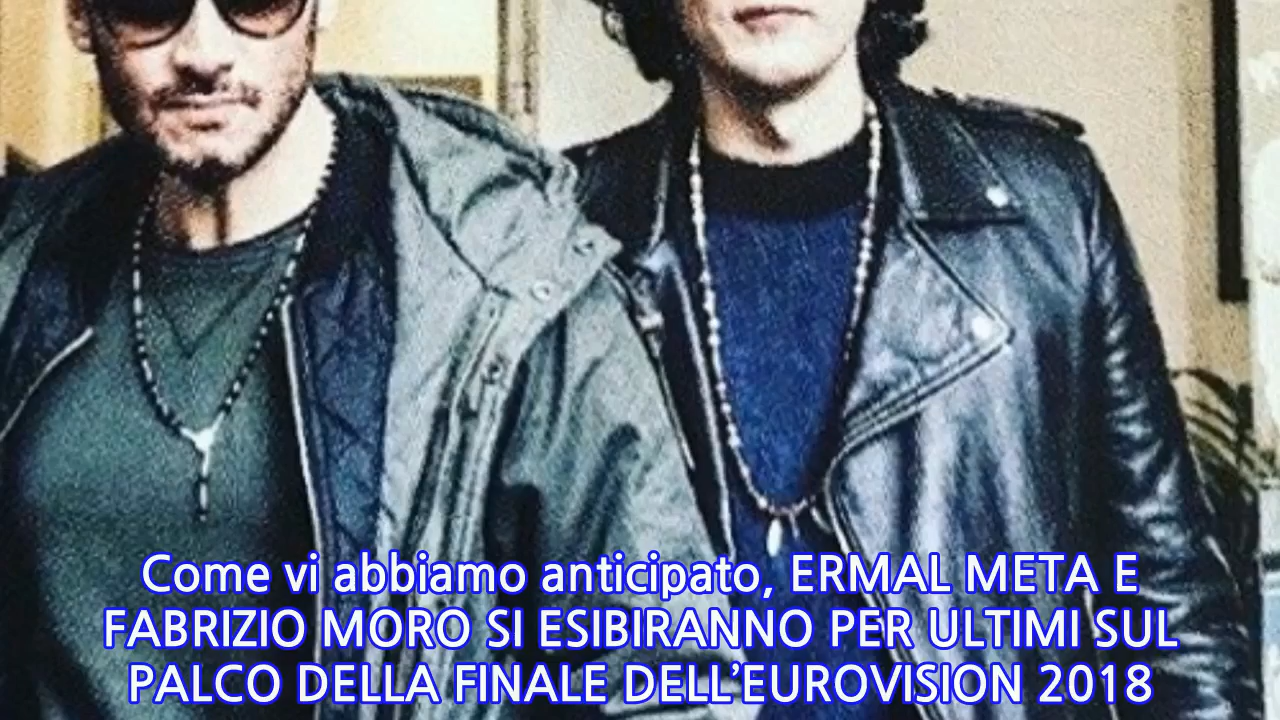 Come vi abbiamo anticipato, ERMAL META E
FABRIZIO MORO SI ESIBIRANNO PER ULTIMI SUL
PALCO DELLA FINALE DELL’EUROVISION 2018